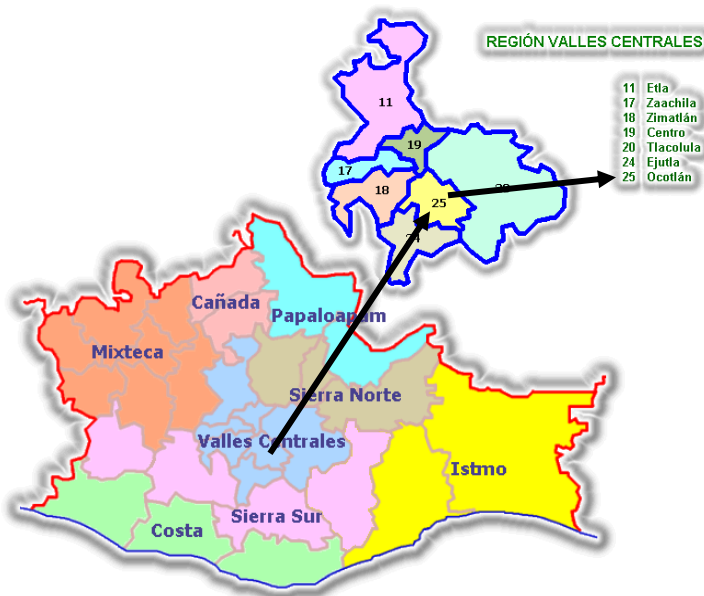 REGIÓN VALLES CENTRALES
11 Etla
17 Zaachila
18 Zimatlán
19 Centro
20 Tlacolula
24 Ejutla
25 Ocotlán
11
19
17
18
25
20
24
Cañada
Papaloapam
Mixteca
Sierra Norte
Valles Centrales
Istmo
Sierra Sur
Costa